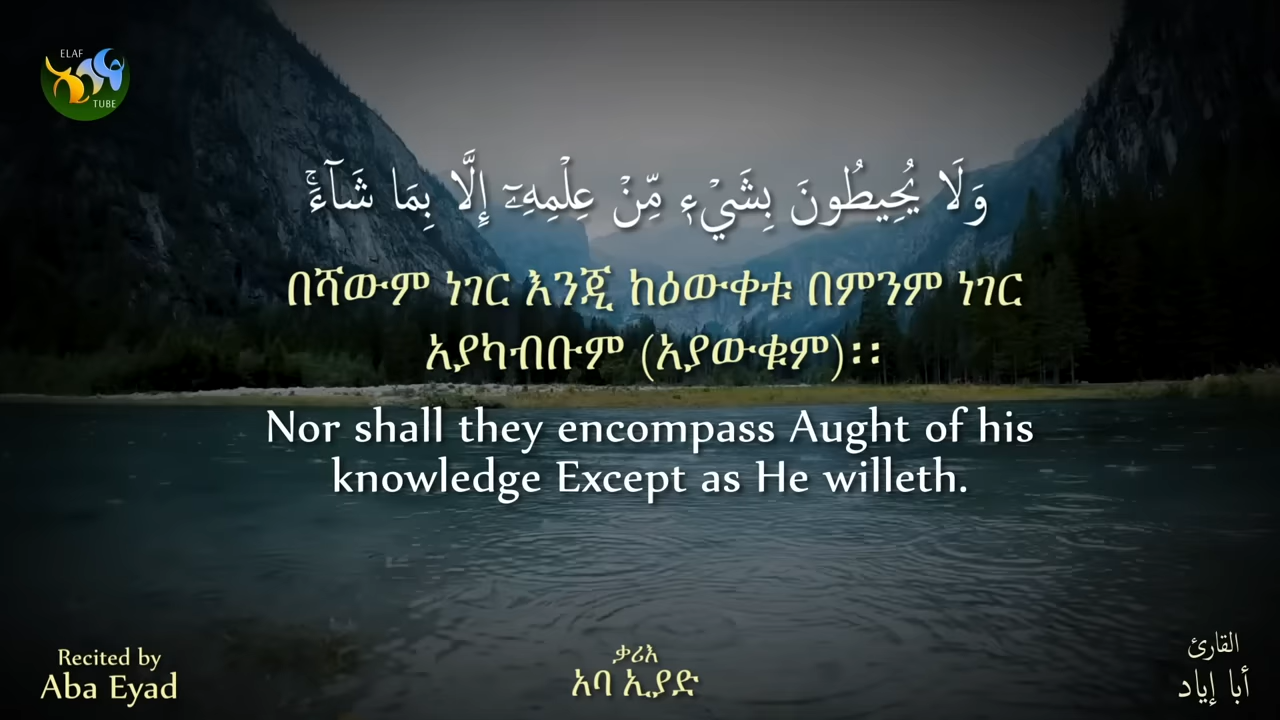 ELAF
TUBE
وَلَا يُحِيطُونَ بِشَيْءٍ مِّنْ عِلْمِهِۦٓ إِلَّا بِمَا شَآءَۚ
በሻውም ነገር እንጂ ከዕውቀቱ በምንም ነገር
አያካብቡም (አያውቁም)፡፡
Nor shall they encompass Aught of his
knowledge Except as He willeth.
Recited by
Aba Eyad
ቃሪእ
አባ ኢያድ
القارئ
أبا إياد